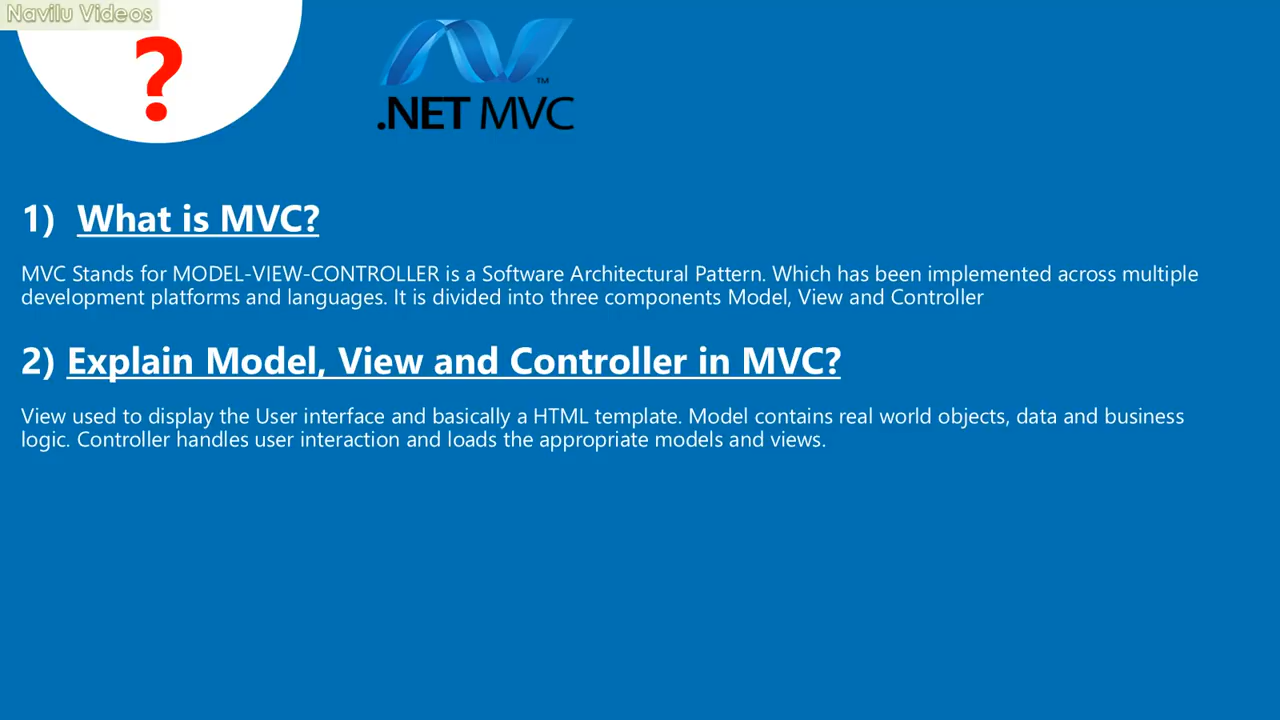 Navilu Videos
?
™
.NET MVC
1) What is MVC?
MVC Stands for MODEL-VIEW-CONTROLLER is a Software Architectural Pattern. Which has been implemented across multiple
development platforms and languages. It is divided into three components Model, View and Controller
2) Explain Model, View and Controller in MVC?
View used to display the User interface and basically a HTML template. Model contains real world objects, data and business
logic. Controller handles user interaction and loads the appropriate models and views.